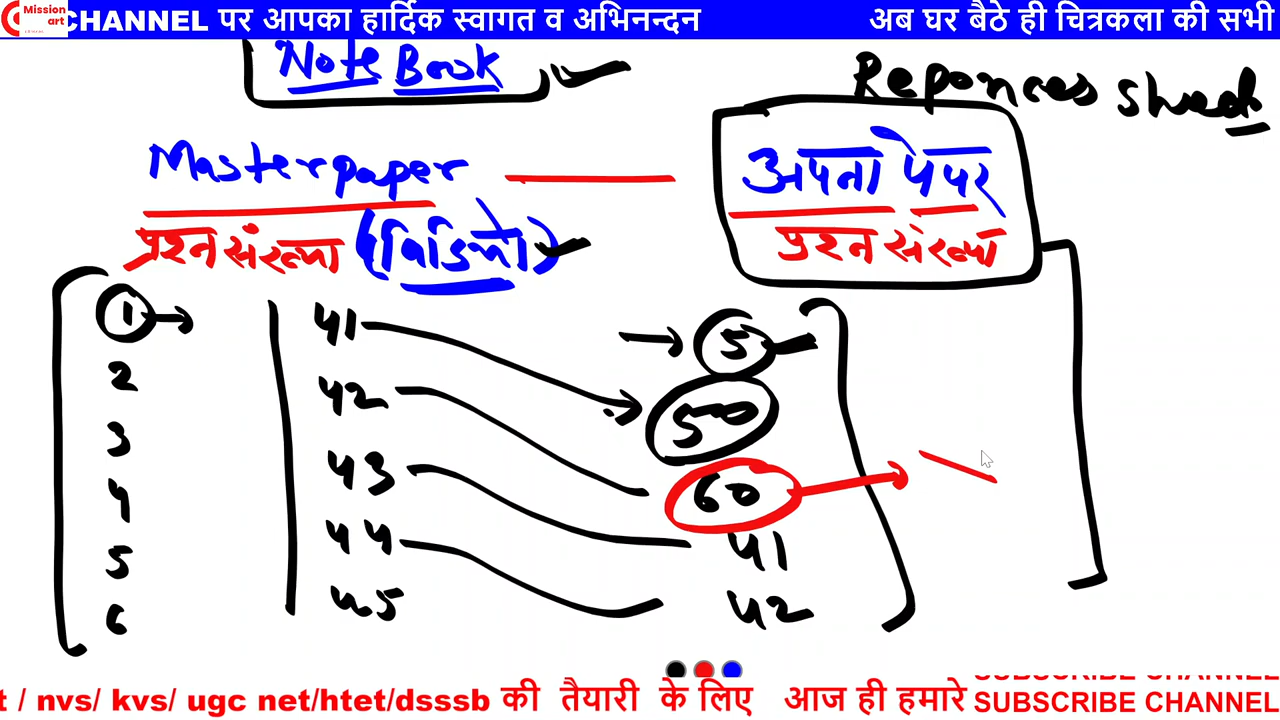 Mission
art
CHANNEL पर आपका हार्दिक स्वागत व अभिनन्दन अब घर बैठे ही चित्रकला की सभी
Note Book
Reponces Sheet
Masterpaper
अपना पेपर
प्रश्न संख्या (विडियो)
प्रश्न संख्या
1 41 5
2 42 50
3 43 60
4 44 41
5 45 42
6
t / nvs/ kvs/ ugc net/htet/dsssb की तैयारी के लिए आज ही हमारे SUBSCRIBE CHANNEL